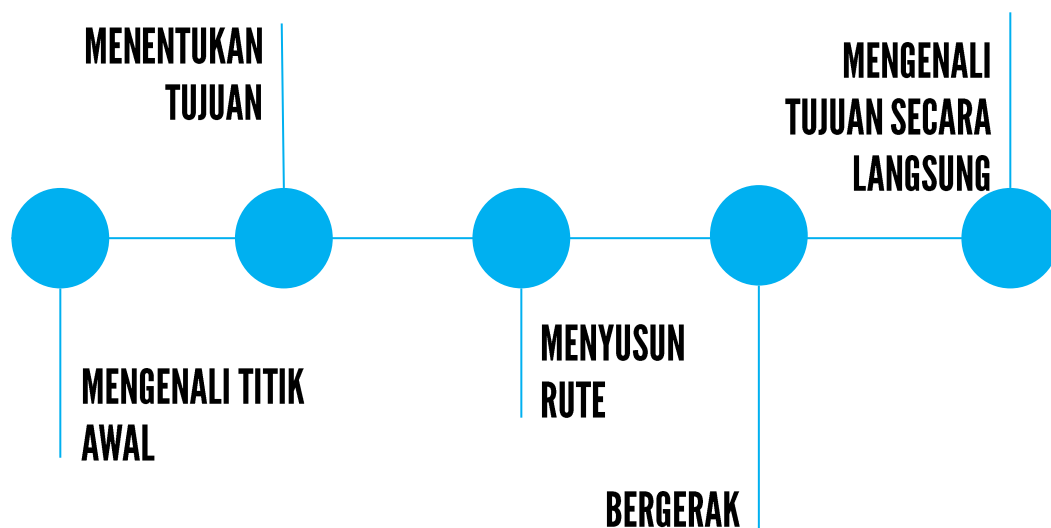 MENENTUKAN
TUJUAN
MENGENALI
TUJUAN SECARA
LANGSUNG
MENGENALI TITIK
AWAL
MENYUSUN
RUTE
BERGERAK